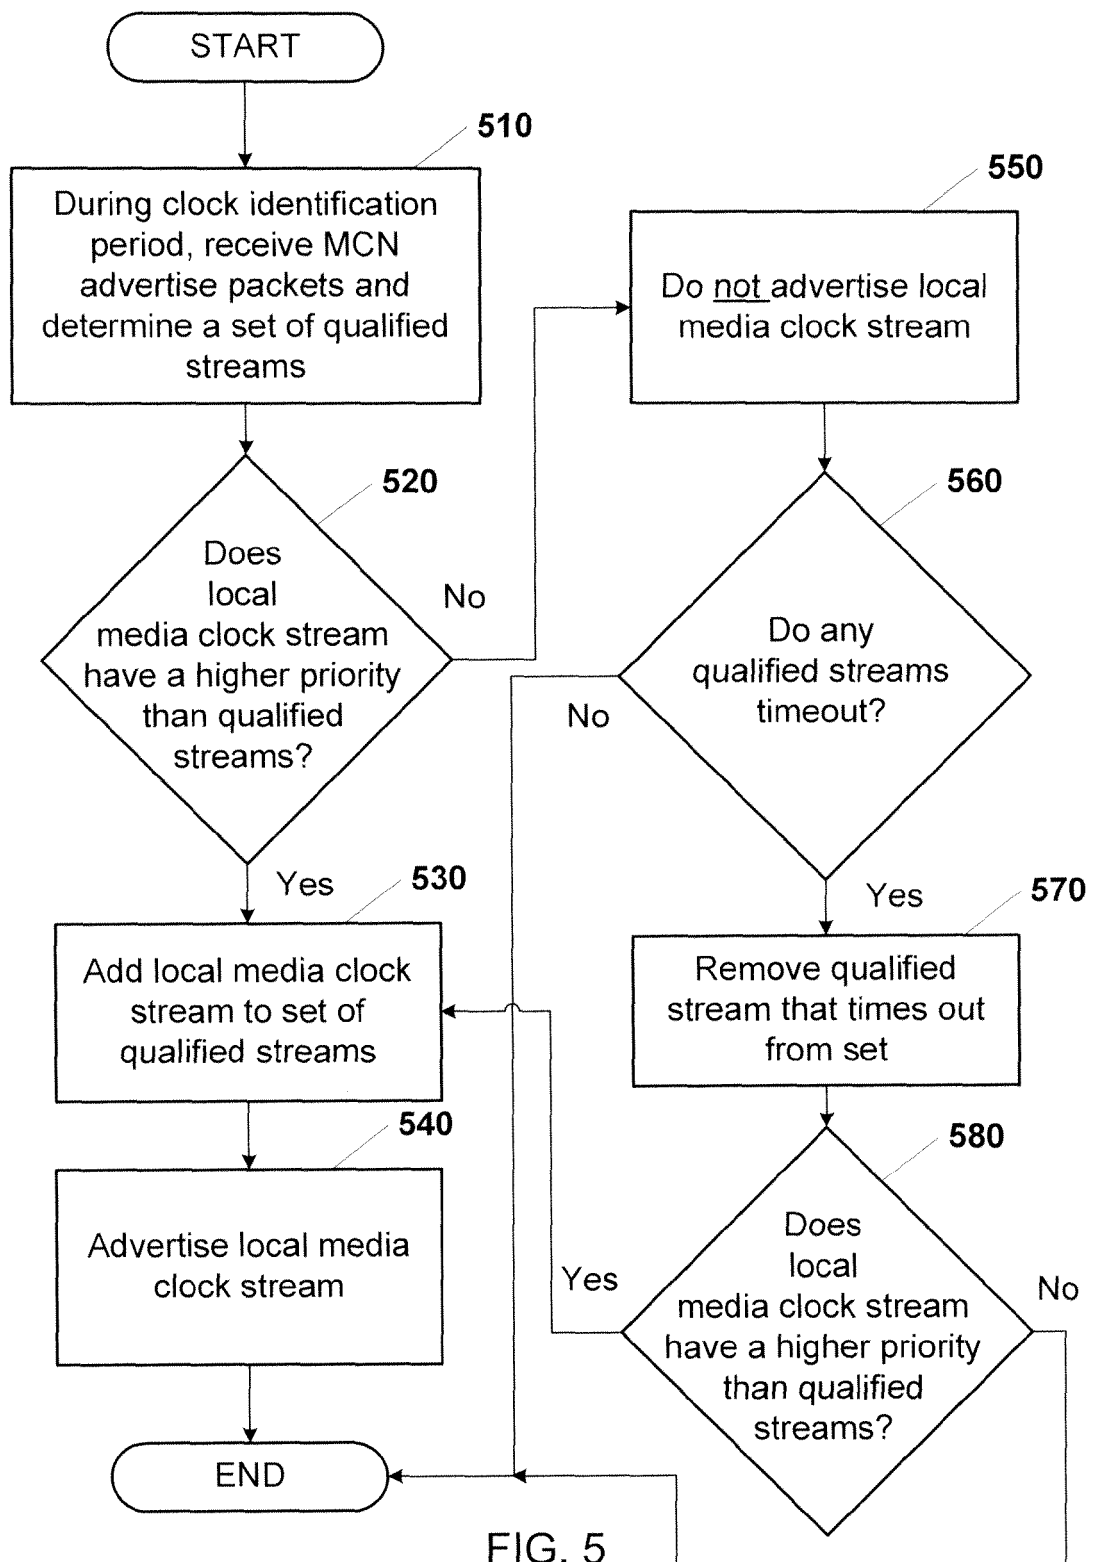 START
510
During clock identification
period, receive MCN
advertise packets and
determine a set of qualified
streams
520
Does
local
media clock stream
have a higher priority
than qualified
streams?
No
Yes
530
Add local media clock
stream to set of
qualified streams
540
Advertise local media
clock stream
END
550
Do not advertise local
media clock stream
560
Do any
qualified streams
timeout?
No
Yes
570
Remove qualified
stream that times out
from set
580
Does
local
media clock stream
have a higher priority
than qualified
streams?
Yes
No
FIG. 5